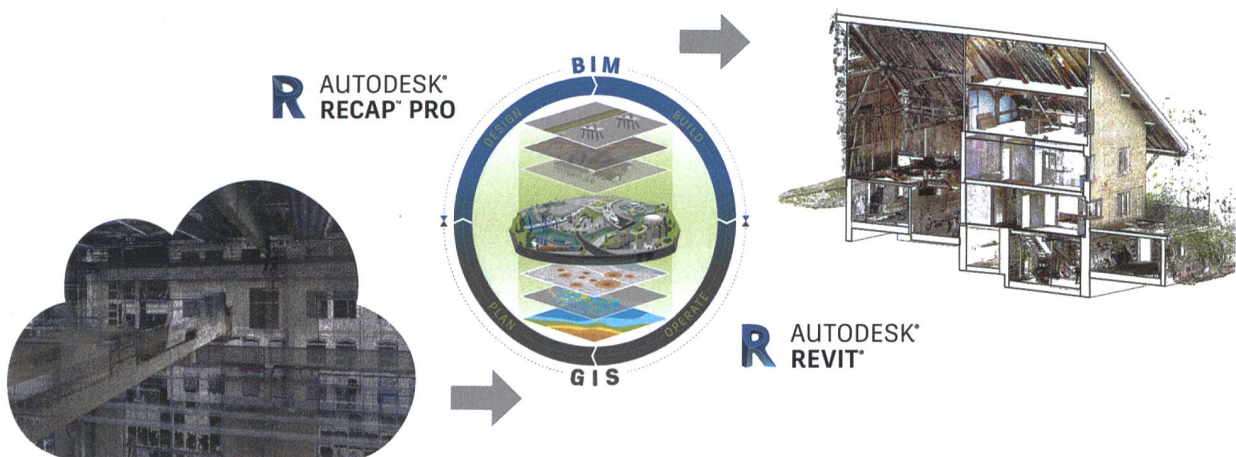 AUTODESK®
RECAP™ PRO
BIM
DESIGN
BUILD
PLAN
OPERATE
GIS
AUTODESK®
REVIT®